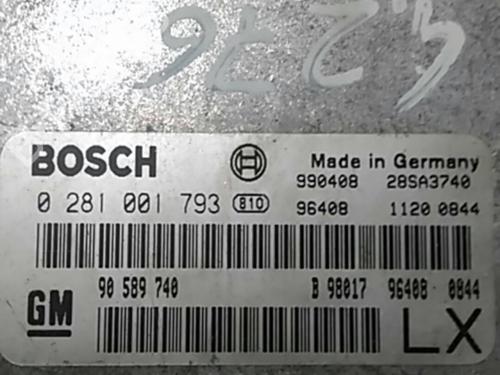 BOSCH Made in Germany
990408 28SA3740
0 281 001 793 810 96408 1120 0844
90 589 740 B 98017 96408 0844
GM LX